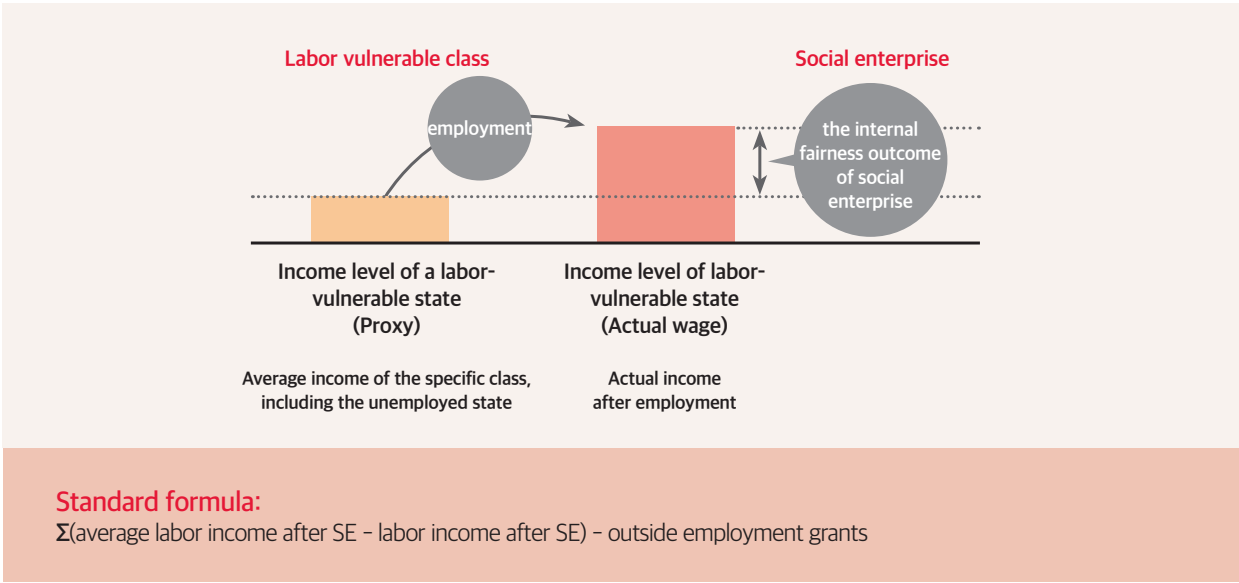 Labor vulnerable class
Social enterprise
employment
the internal
fairness outcome
of social
enterprise
Income level of a labor-
vulnerable state
(Proxy)
Income level of labor-
vulnerable state
(Actual wage)
Average income of the specific class,
including the unemployed state
Actual income
after employment
Standard formula:
Σ(average labor income after SE – labor income after SE) – outside employment grants